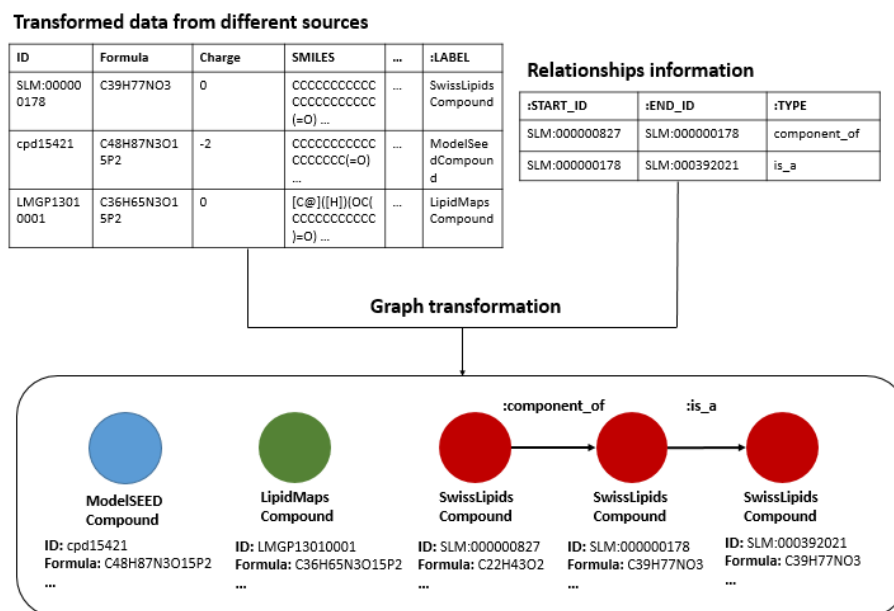 Transformed data from different sources
ID Formula Charge SMILES ... :LABEL
SLM:00000
0178
C39H77NO3
0
CCCCCCCCCCC
CCCCCCCCCCC
(=O) ...
...
SwissLipids
Compound
cpd15421
C48H87N3O1
5P2
-2
CCCCCCCCCCC
CCCCCCC(=O)
...
...
ModelSee
dCompoun
d
LMGP1301
0001
C36H65N3O1
5P2
0
[C@]([H])(OC(
CCCCCCCCCCC
)=O) ...
...
LipidMaps
Compound
Relationships information
:START_ID :END_ID :TYPE
SLM:000000827 SLM:000000178 component_of
SLM:000000178 SLM:000392021 is_a
Graph transformation
:component_of :is_a
ModelSEED
Compound
ID: cpd15421
Formula: C48H87N3O15P2
...
LipidMaps
Compound
ID: LMGP13010001
Formula: C36H65N3O15P2
...
SwissLipids
Compound
ID: SLM:000000827
Formula: C22H43O2
...
SwissLipids
Compound
ID: SLM:000000178
Formula: C39H77NO3
...
SwissLipids
Compound
ID: SLM:000392021
Formula: C39H77NO3
...